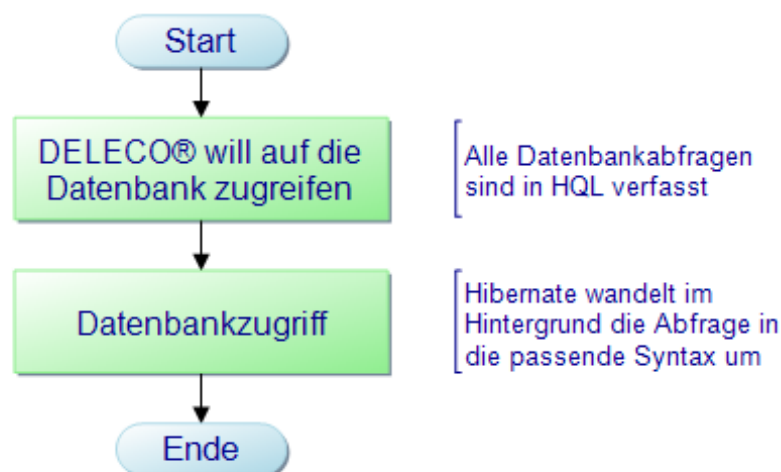 Start
DELECO® will auf die
Datenbank zugreifen
Alle Datenbankabfragen
sind in HQL verfasst
Datenbankzugriff
Hibernate wandelt im
Hintergrund die Abfrage in
die passende Syntax um
Ende